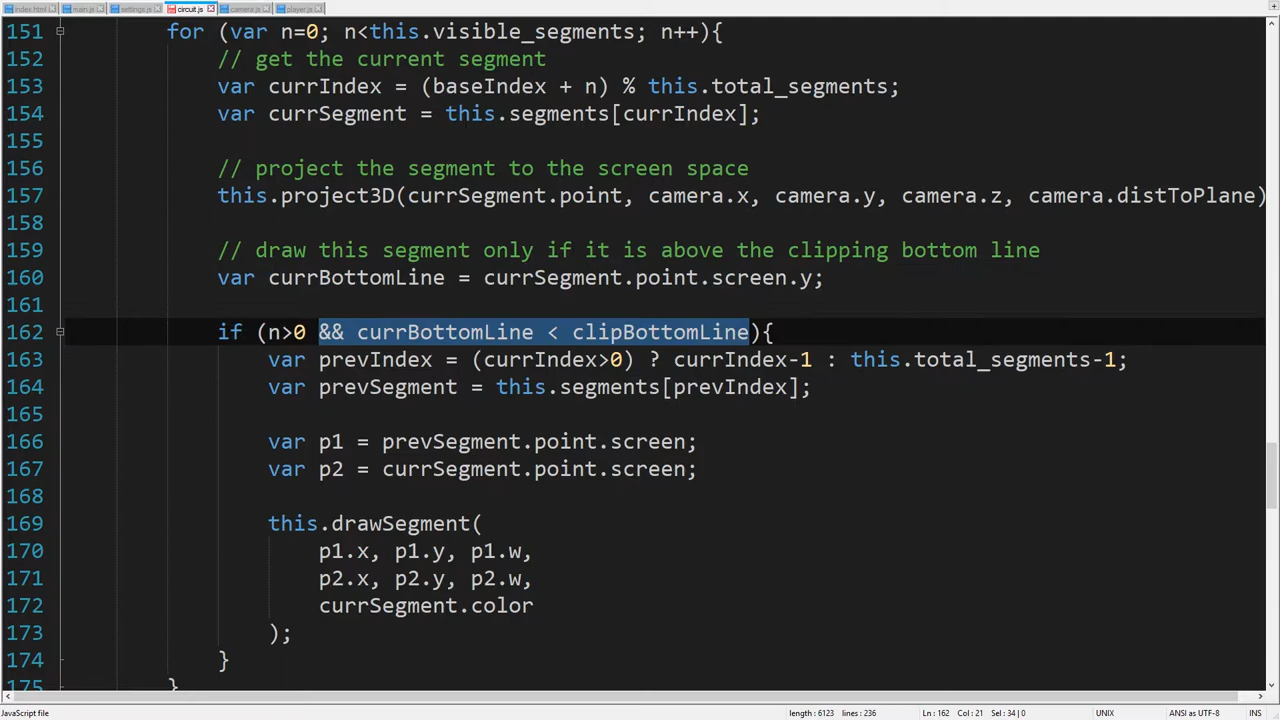 index.html main.js settings.js circuit.js camera.js player.js
151 for (var n=0; n<this.visible_segments; n++){
152 // get the current segment
153 var currIndex = (baseIndex + n) % this.total_segments;
154 var currSegment = this.segments[currIndex];
155
156 // project the segment to the screen space
157 this.project3D(currSegment.point, camera.x, camera.y, camera.z, camera.distToPlane)
158
159 // draw this segment only if it is above the clipping bottom line
160 var currBottomLine = currSegment.point.screen.y;
161
162 if (n>0 && currBottomLine < clipBottomLine){
163 var prevIndex = (currIndex>0) ? currIndex-1 : this.total_segments-1;
164 var prevSegment = this.segments[prevIndex];
165
166 var p1 = prevSegment.point.screen;
167 var p2 = currSegment.point.screen;
168
169 this.drawSegment(
170 p1.x, p1.y, p1.w,
171 p2.x, p2.y, p2.w,
172 currSegment.color
173 );
174 }
175 }
JavaScript file length : 6123 lines : 236 Ln : 162 Col : 21 Sel : 34 | 0 UNIX ANSI as UTF-8 INS